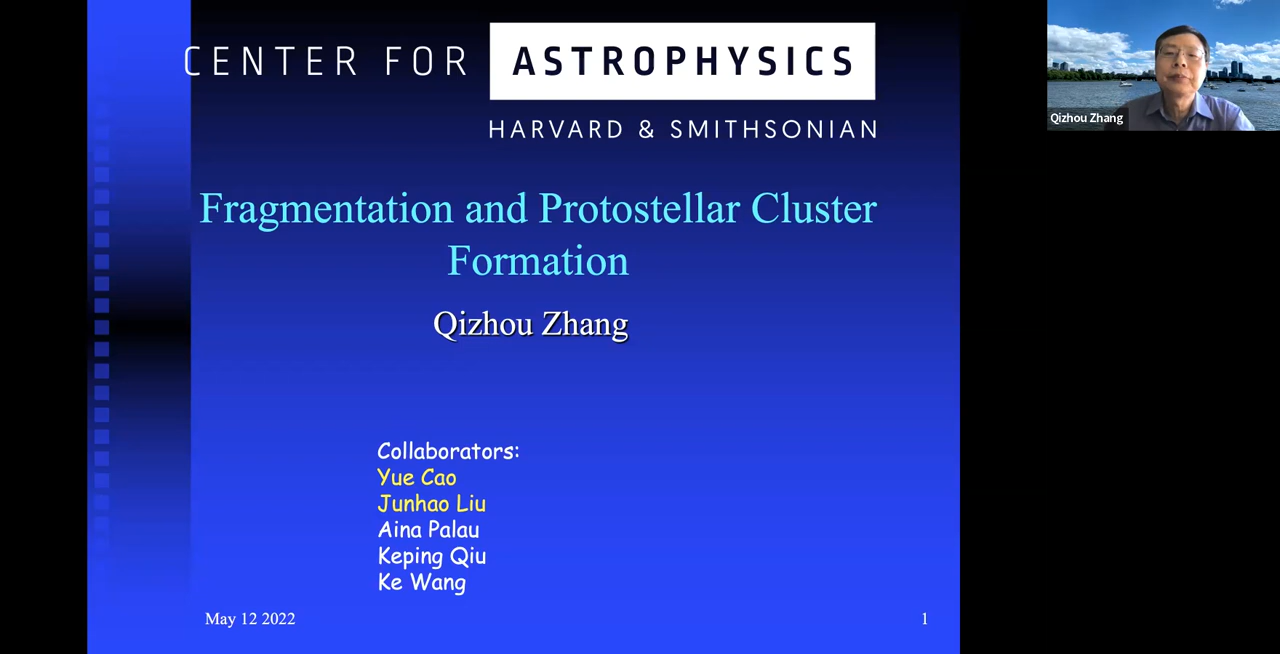 CENTER FOR ASTROPHYSICS
HARVARD & SMITHSONIAN
Qizhou Zhang
Fragmentation and Protostellar Cluster
Formation
Qizhou Zhang
Collaborators:
Yue Cao
Junhao Liu
Aina Palau
Keping Qiu
Ke Wang
May 12 2022
1